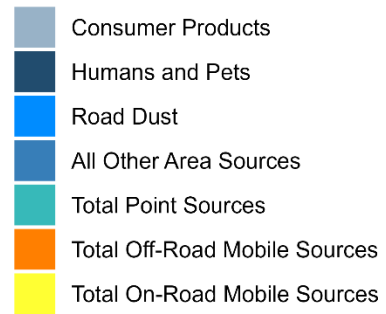 Consumer Products
Humans and Pets
Road Dust
All Other Area Sources
Total Point Sources
Total Off-Road Mobile Sources
Total On-Road Mobile Sources